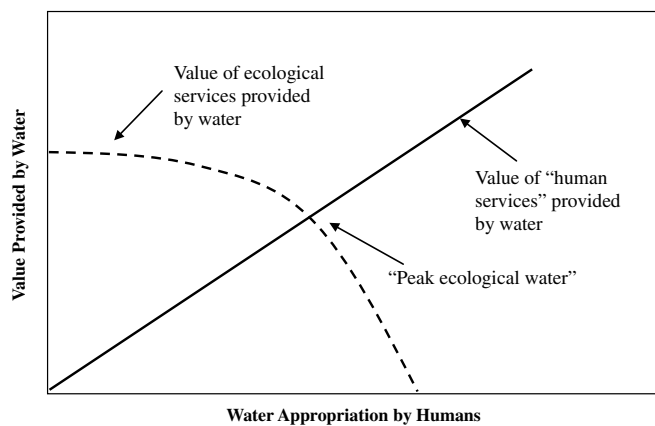 Value of ecological
services provided
by water
Value of “human
services” provided
by water
“Peak ecological water”
Value Provided by Water
Water Appropriation by Humans